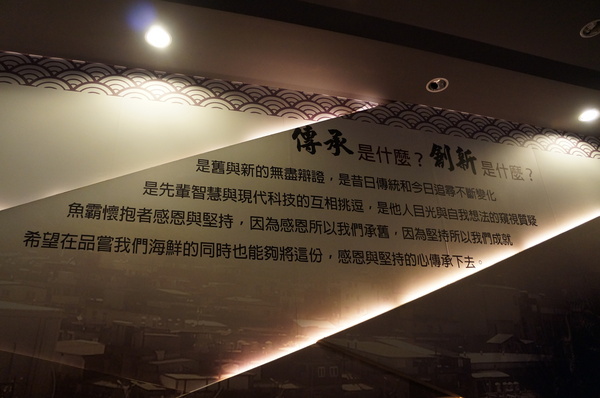 傳承是什麼？創新是什麼？
是舊與新的無盡辯證，是昔日傳統和今日追尋不斷變化
是先輩智慧與現代科技的互相挑逗，是他人目光與自我想法的窺視質疑
魚霸懷抱者感恩與堅持，因為感恩所以我們承舊，因為堅持所以我們成就
希望在品嘗我們海鮮的同時也能夠將這份，感恩與堅持的心傳承下去。